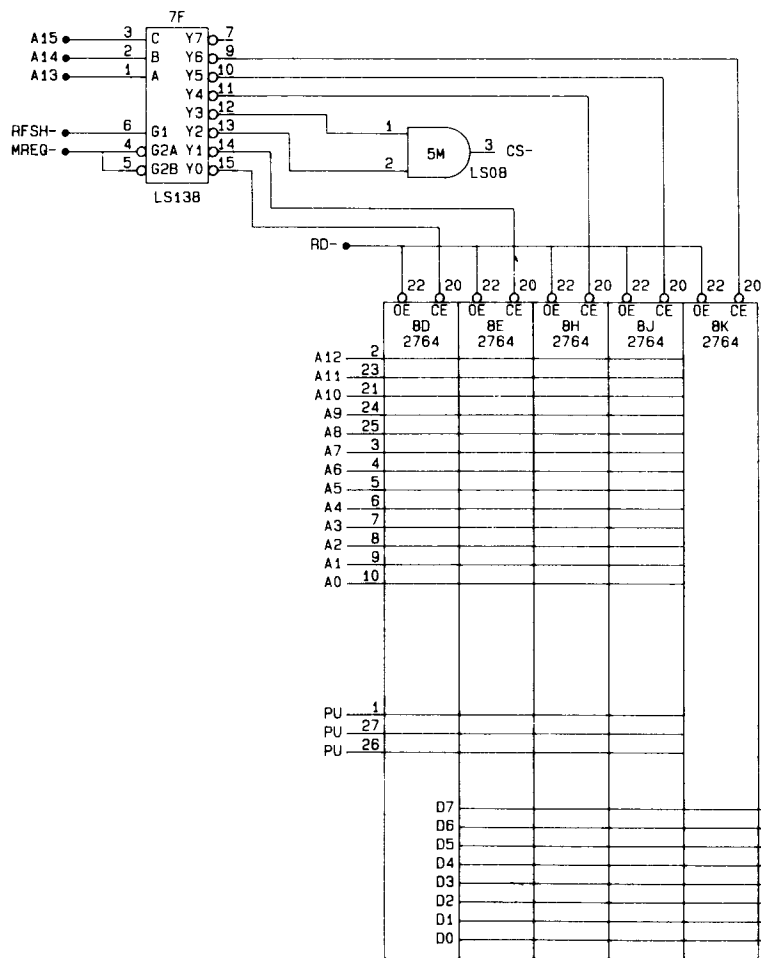 7F
A15 3 C Y7 7
A14 2 B Y6 9
A13 1 A Y5 10
Y4 11
Y3 12
RFSH- 6 G1 Y2 13
MREQ- 4 G2A Y1 14
5 G2B Y0 15
LS138
1
2
5M
3 CS-
LS08
RD-
22 20 22 20 22 20 22 20 22 20
OE CE OE CE OE CE OE CE OE CE
8D 8E 8H 8J 8K
2764 2764 2764 2764 2764
A12 2
A11 23
A10 21
A9 24
A8 25
A7 3
A6 4
A5 5
A4 6
A3 7
A2 8
A1 9
A0 10
PU 1
PU 27
PU 26
D7
D6
D5
D4
D3
D2
D1
D0